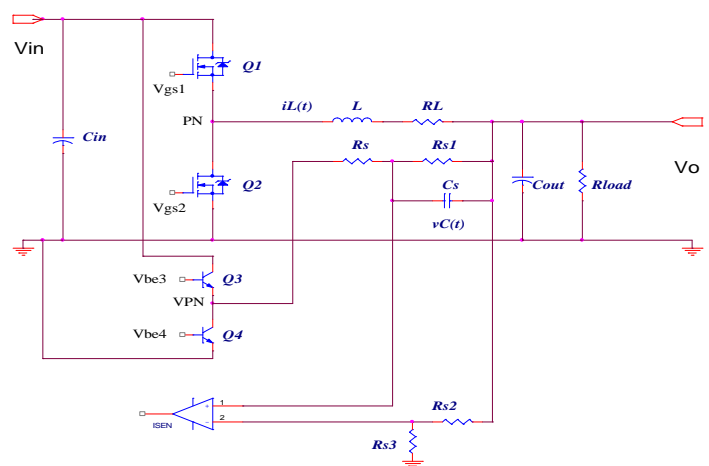 Vin
Q1
Vgs1
iL(t)
L
RL
PN
Cin
Rs
Rs1
Vo
Q2
Cs
Cout
Rload
Vgs2
vC(t)
Vbe3
Q3
VPN
Vbe4
Q4
+
1
-
2
ISEN
Rs2
Rs3